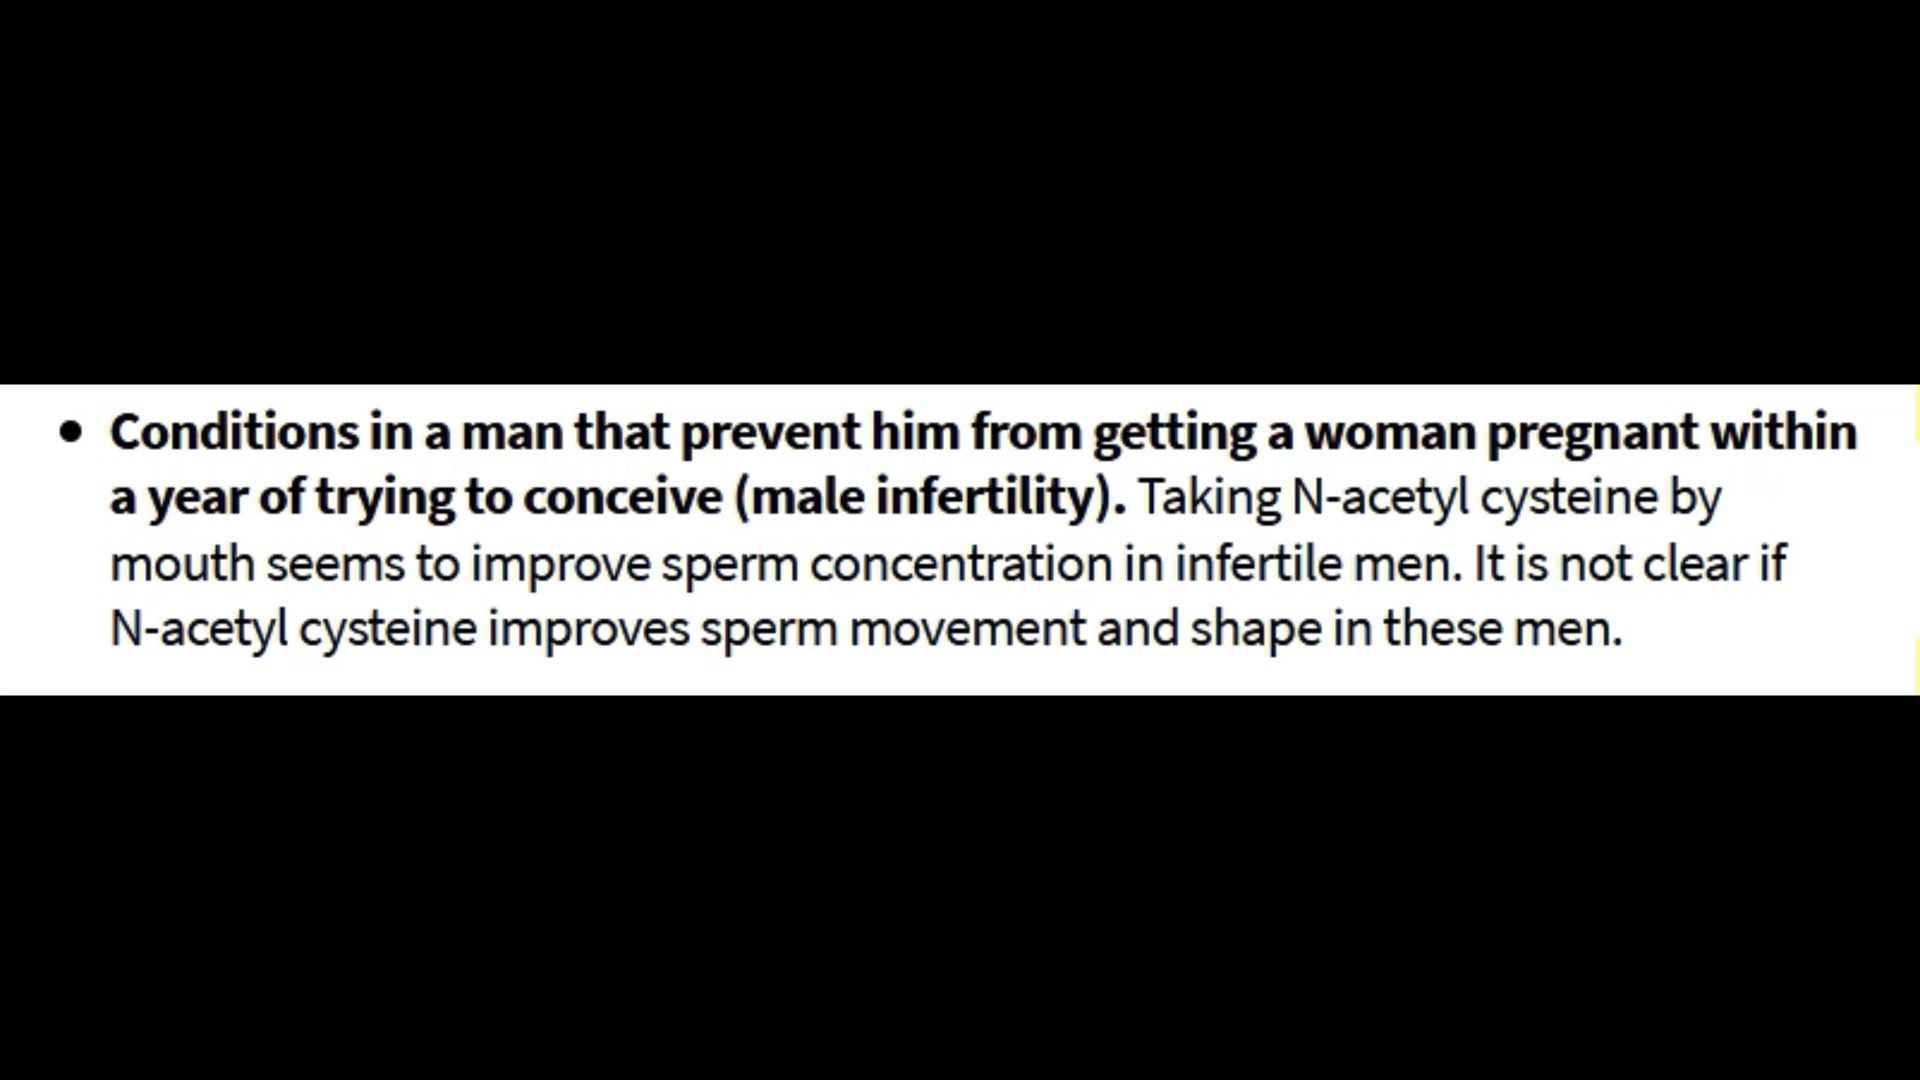 • Conditions in a man that prevent him from getting a woman pregnant within
a year of trying to conceive (male infertility). Taking N-acetyl cysteine by
mouth seems to improve sperm concentration in infertile men. It is not clear if
N-acetyl cysteine improves sperm movement and shape in these men.